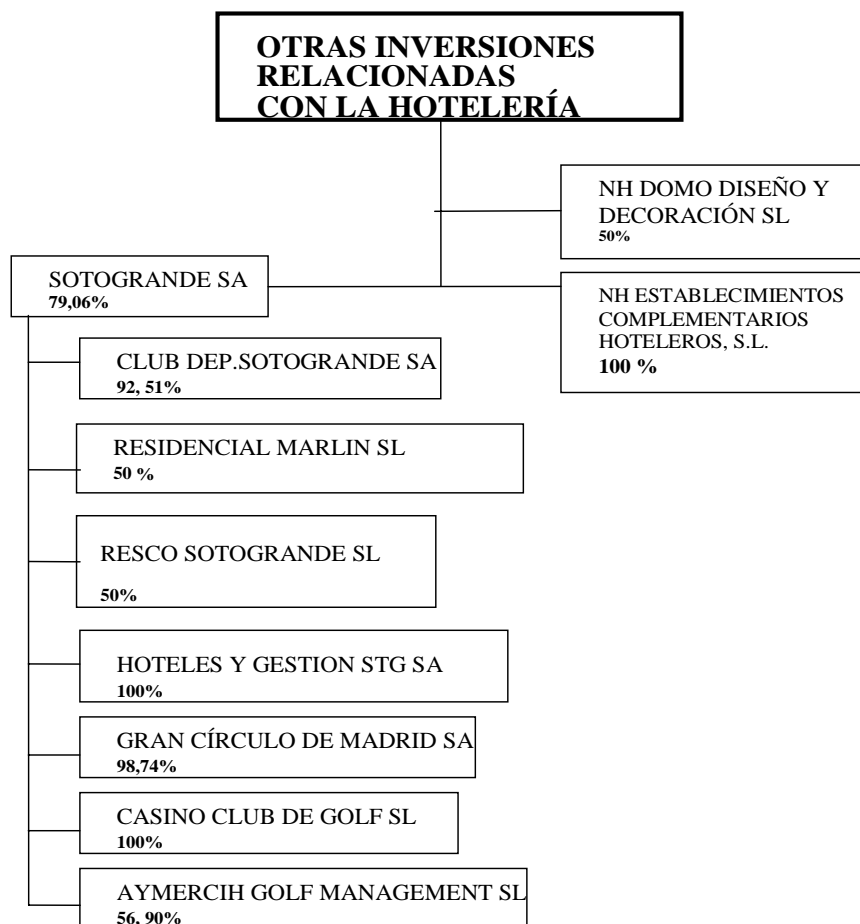 OTRAS INVERSIONES
RELACIONADAS
CON LA HOTELERÍA
NH DOMO DISEÑO Y
DECORACIÓN SL
50%
SOTOGRANDE SA
79,06%
NH ESTABLECIMIENTOS
COMPLEMENTARIOS
HOTELEROS, S.L.
100 %
CLUB DEP.SOTOGRANDE SA
92, 51%
RESIDENCIAL MARLIN SL
50 %
RESCO SOTOGRANDE SL
50%
HOTELES Y GESTION STG SA
100%
GRAN CÍRCULO DE MADRID SA
98,74%
CASINO CLUB DE GOLF SL
100%
AYMERCIH GOLF MANAGEMENT SL
56, 90%